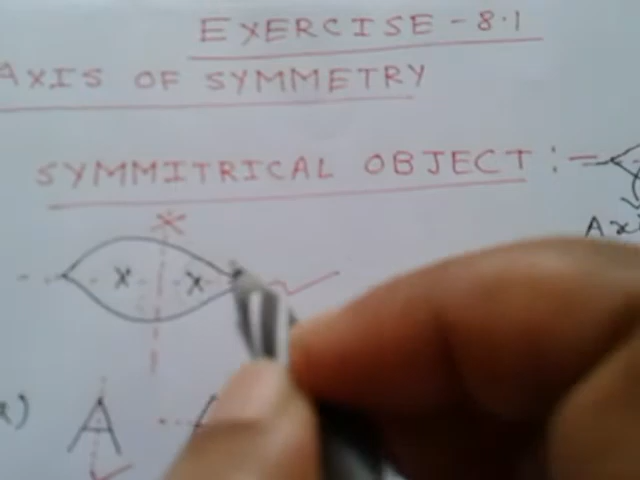 EXERCISE - 8.1
AXIS OF SYMMETRY
SYMMITRICAL OBJECT :-
X X
A